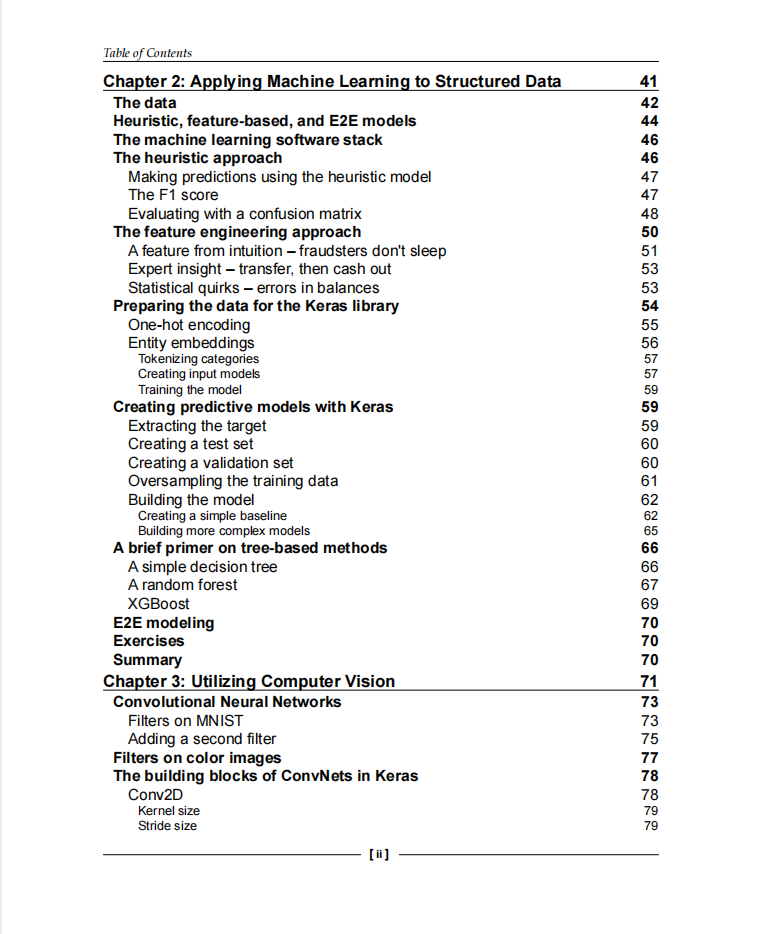 Table of Contents
Chapter 2: Applying Machine Learning to Structured Data 41
The data 42
Heuristic, feature-based, and E2E models 44
The machine learning software stack 46
The heuristic approach 46
Making predictions using the heuristic model 47
The F1 score 47
Evaluating with a confusion matrix 48
The feature engineering approach 50
A feature from intuition – fraudsters don't sleep 51
Expert insight – transfer, then cash out 53
Statistical quirks – errors in balances 53
Preparing the data for the Keras library 54
One-hot encoding 55
Entity embeddings 56
Tokenizing categories 57
Creating input models 57
Training the model 59
Creating predictive models with Keras 59
Extracting the target 59
Creating a test set 60
Creating a validation set 60
Oversampling the training data 61
Building the model 62
Creating a simple baseline 62
Building more complex models 65
A brief primer on tree-based methods 66
A simple decision tree 66
A random forest 67
XGBoost 69
E2E modeling 70
Exercises 70
Summary 70
Chapter 3: Utilizing Computer Vision 71
Convolutional Neural Networks 73
Filters on MNIST 73
Adding a second filter 75
Filters on color images 77
The building blocks of ConvNets in Keras 78
Conv2D 78
Kernel size 79
Stride size 79
[ ii ]